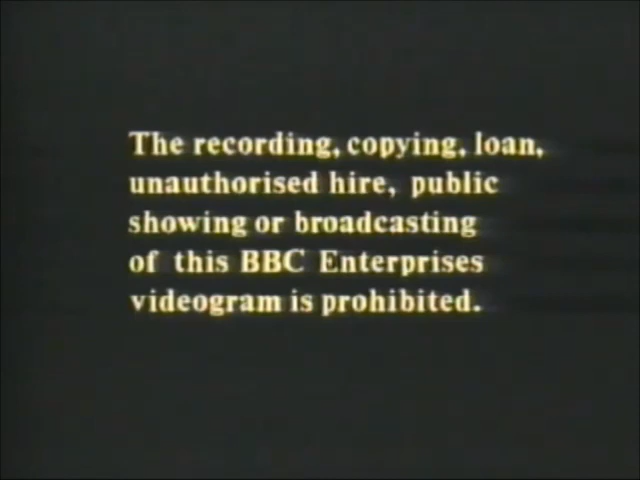 The recording, copying, loan,
unauthorised hire, public
showing or broadcasting
of this BBC Enterprises
videogram is prohibited.